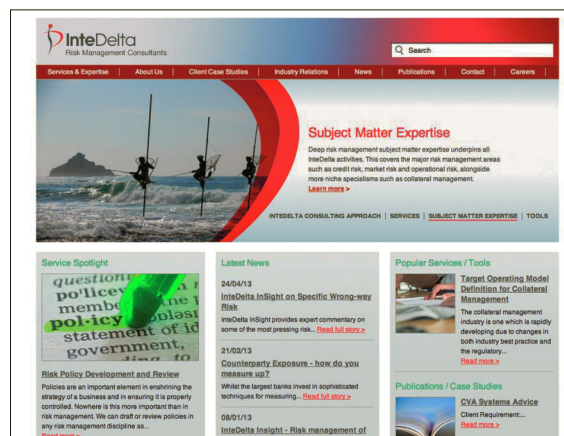 InteDelta
Risk Management Consultants
Search
Services & Expertise | About Us | Client Case Studies | Industry Relations | News | Publications | Contact | Careers |
Subject Matter Expertise
Deep risk management subject matter expertise underpins all
InteDelta activities. This covers the major risk management areas
such as credit risk, market risk and operational risk, alongside
more niche specialisms such as collateral management.
Learn more >
INTEDELTA CONSULTING APPROACH | SERVICES | SUBJECT MATTER EXPERTISE | TOOLS
Service Spotlight
question
po'licev
memb
pol·icy
statement of id
government,
Risk Policy Development and Review
Policies are an important element in enshrining the
strategy of a business and in ensuring it is properly
controlled. Nowhere is this more important than in
risk management. We can draft or review policies in
any risk management discipline as...
Read more >
Latest News
24/04/13
InteDelta InSight on Specific Wrong-way
Risk
InteDelta InSight provides expert commentary on
some of the most pressing risk... Read full story >
21/02/13
Counterparty Exposure - how do you
measure up?
Whilst the largest banks invest in sophisticated
techniques for measuring... Read full story >
08/01/13
InteDelta Insight - Risk management of
Popular Services / Tools
Target Operating Model
Definition for Collateral
Management
The collateral management
industry is one which is rapidly
developing due to changes in
both industry best practice and
the regulatory...
Read more >
Publications / Case Studies
CVA Systems Advice
Client Requirement:...
Read more >